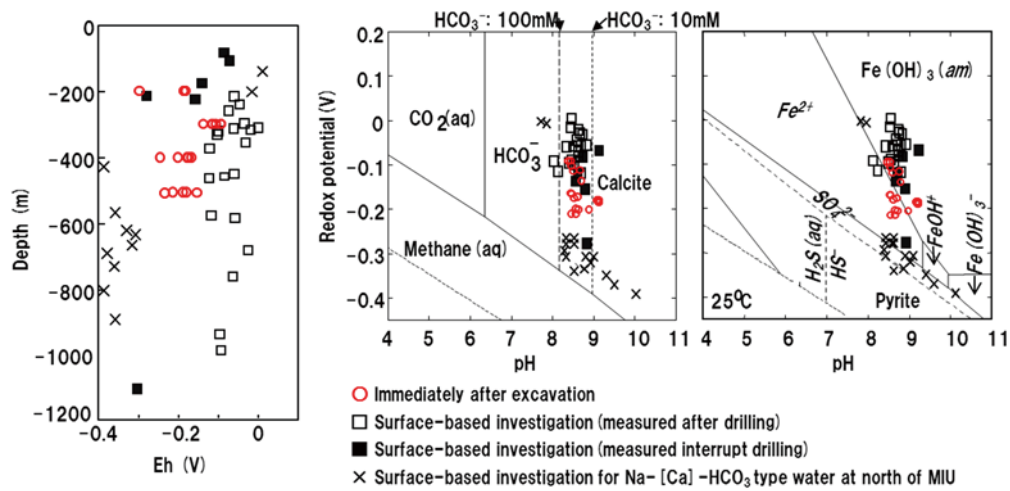 0
-200
-400
-600
-800
-1000
-1200
Depth (m)
-0.4
-0.2
0
Eh (V)
HCO₃⁻: 100mM
HCO₃⁻: 10mM
0.2
0.1
0
-0.1
-0.2
-0.3
-0.4
Redox potential (V)
CO₂(aq)
HCO₃⁻
Calcite
Methane (aq)
4 5 6 7 8 9 10 11
pH
Fe(OH)₃(am)
Fe²⁺
SO₄²⁻
H₂S(aq)
HS⁻
FeOH⁺
Fe(OH)₃⁻
Pyrite
25⁰C
4 5 6 7 8 9 10 11
pH
Immediately after excavation
Surface-based investigation (measured after drilling)
Surface-based investigation (measured interrupt drilling)
Surface-based investigation for Na-[Ca]-HCO₃ type water at north of MIU